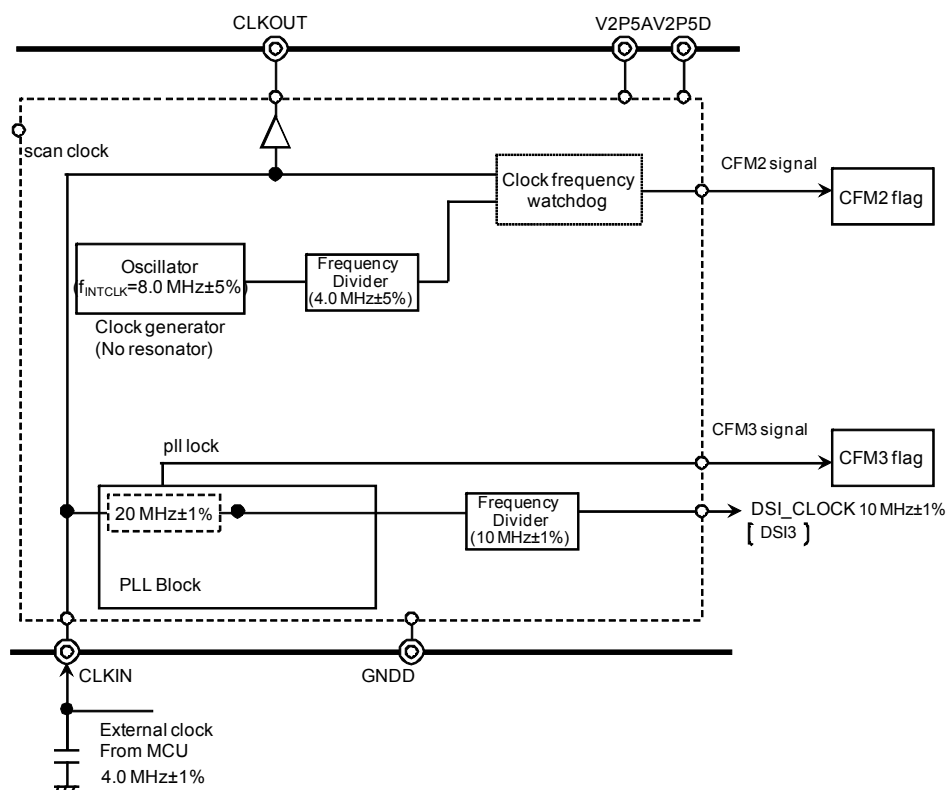 CLKOUT
V2P5AV2P5D
scan clock
CFM2 signal
Clock frequency
watchdog
CFM2 flag
Oscillator
(fINTCLK=8.0 MHz±5%)
Frequency
Divider
(4.0 MHz±5%)
Clock generator
(No resonator)
pll lock
CFM3 signal
CFM3 flag
20 MHz±1%
Frequency
Divider
(10 MHz±1%)
DSI_CLOCK 10 MHz±1%
[ DSI3 ]
PLL Block
CLKIN
GNDD
External clock
From MCU
4.0 MHz±1%